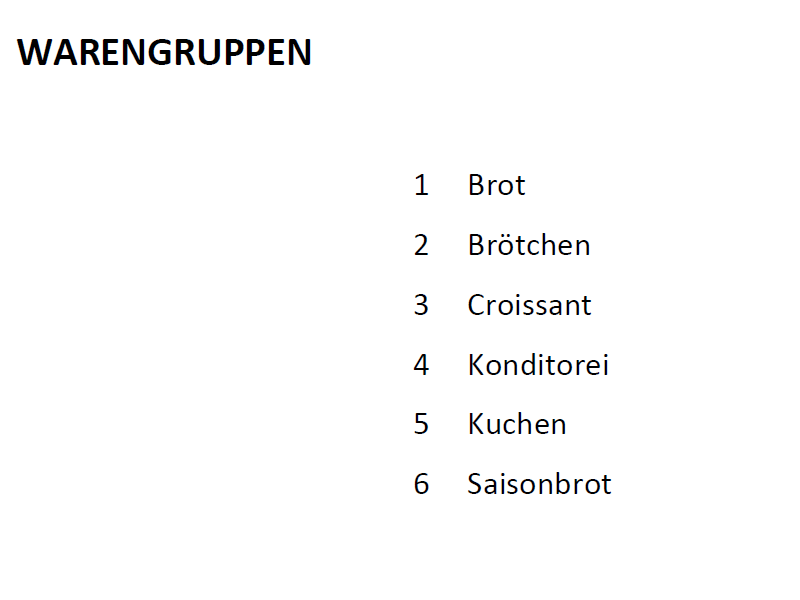 WARENGRUPPEN
1 Brot
2 Brötchen
3 Croissant
4 Konditorei
5 Kuchen
6 Saisonbrot